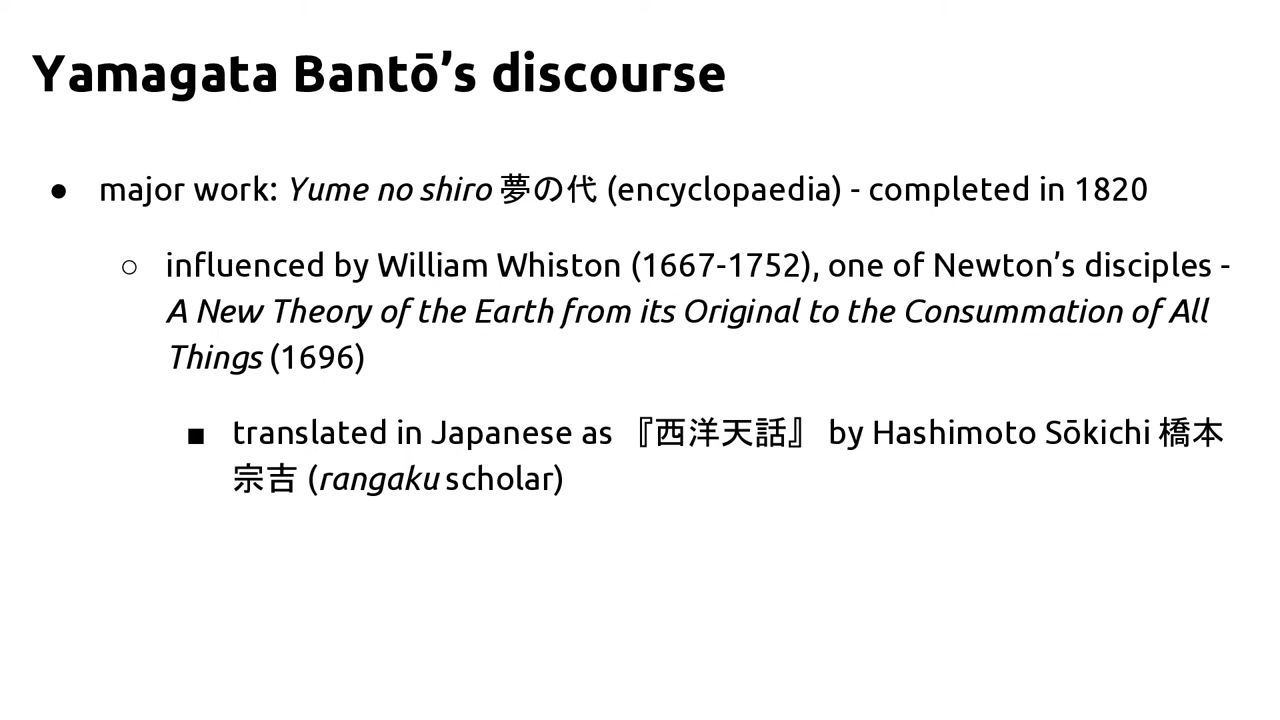 Yamagata Bantō’s discourse
● major work: Yume no shiro 夢の代 (encyclopaedia) - completed in 1820
○ influenced by William Whiston (1667-1752), one of Newton’s disciples -
A New Theory of the Earth from its Original to the Consummation of All
Things (1696)
■ translated in Japanese as 『西洋天話』 by Hashimoto Sōkichi 橋本
宗吉 (rangaku scholar)